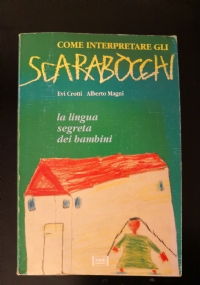 COME INTERPRETARE GLI
SCARABOCCHI
Evi Crotti Alberto Magni
la lingua
segreta
dei bambini